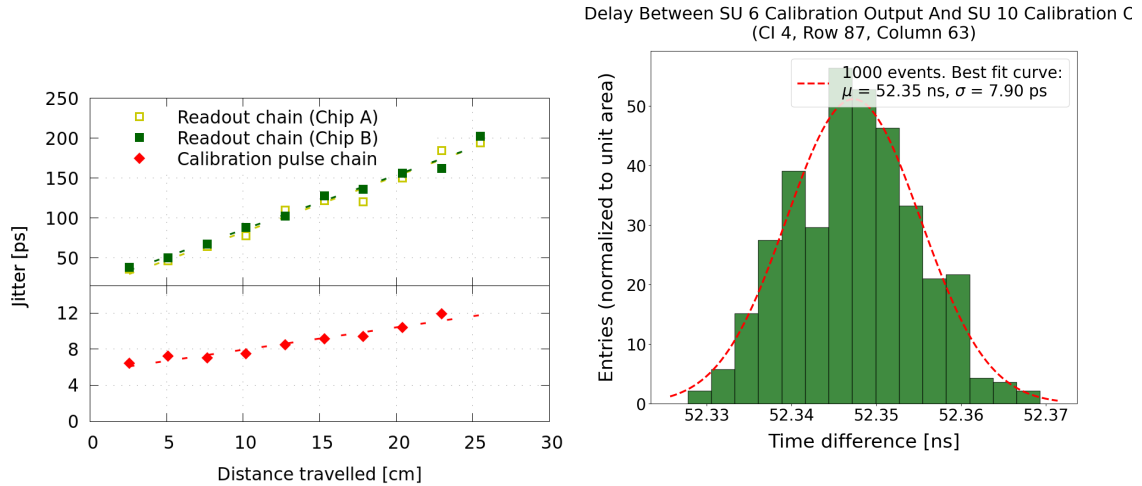 250
200
150
100
50
12
8
4
0
Jitter [ps]
Readout chain (Chip A)
Readout chain (Chip B)
Calibration pulse chain
0 5 10 15 20 25 30
Distance travelled [cm]
Delay Between SU 6 Calibration Output And SU 10 Calibration O
(CI 4, Row 87, Column 63)
1000 events. Best fit curve:
μ = 52.35 ns, σ = 7.90 ps
Entries (normalized to unit area)
50
40
30
20
10
0
52.33 52.34 52.35 52.36 52.37
Time difference [ns]